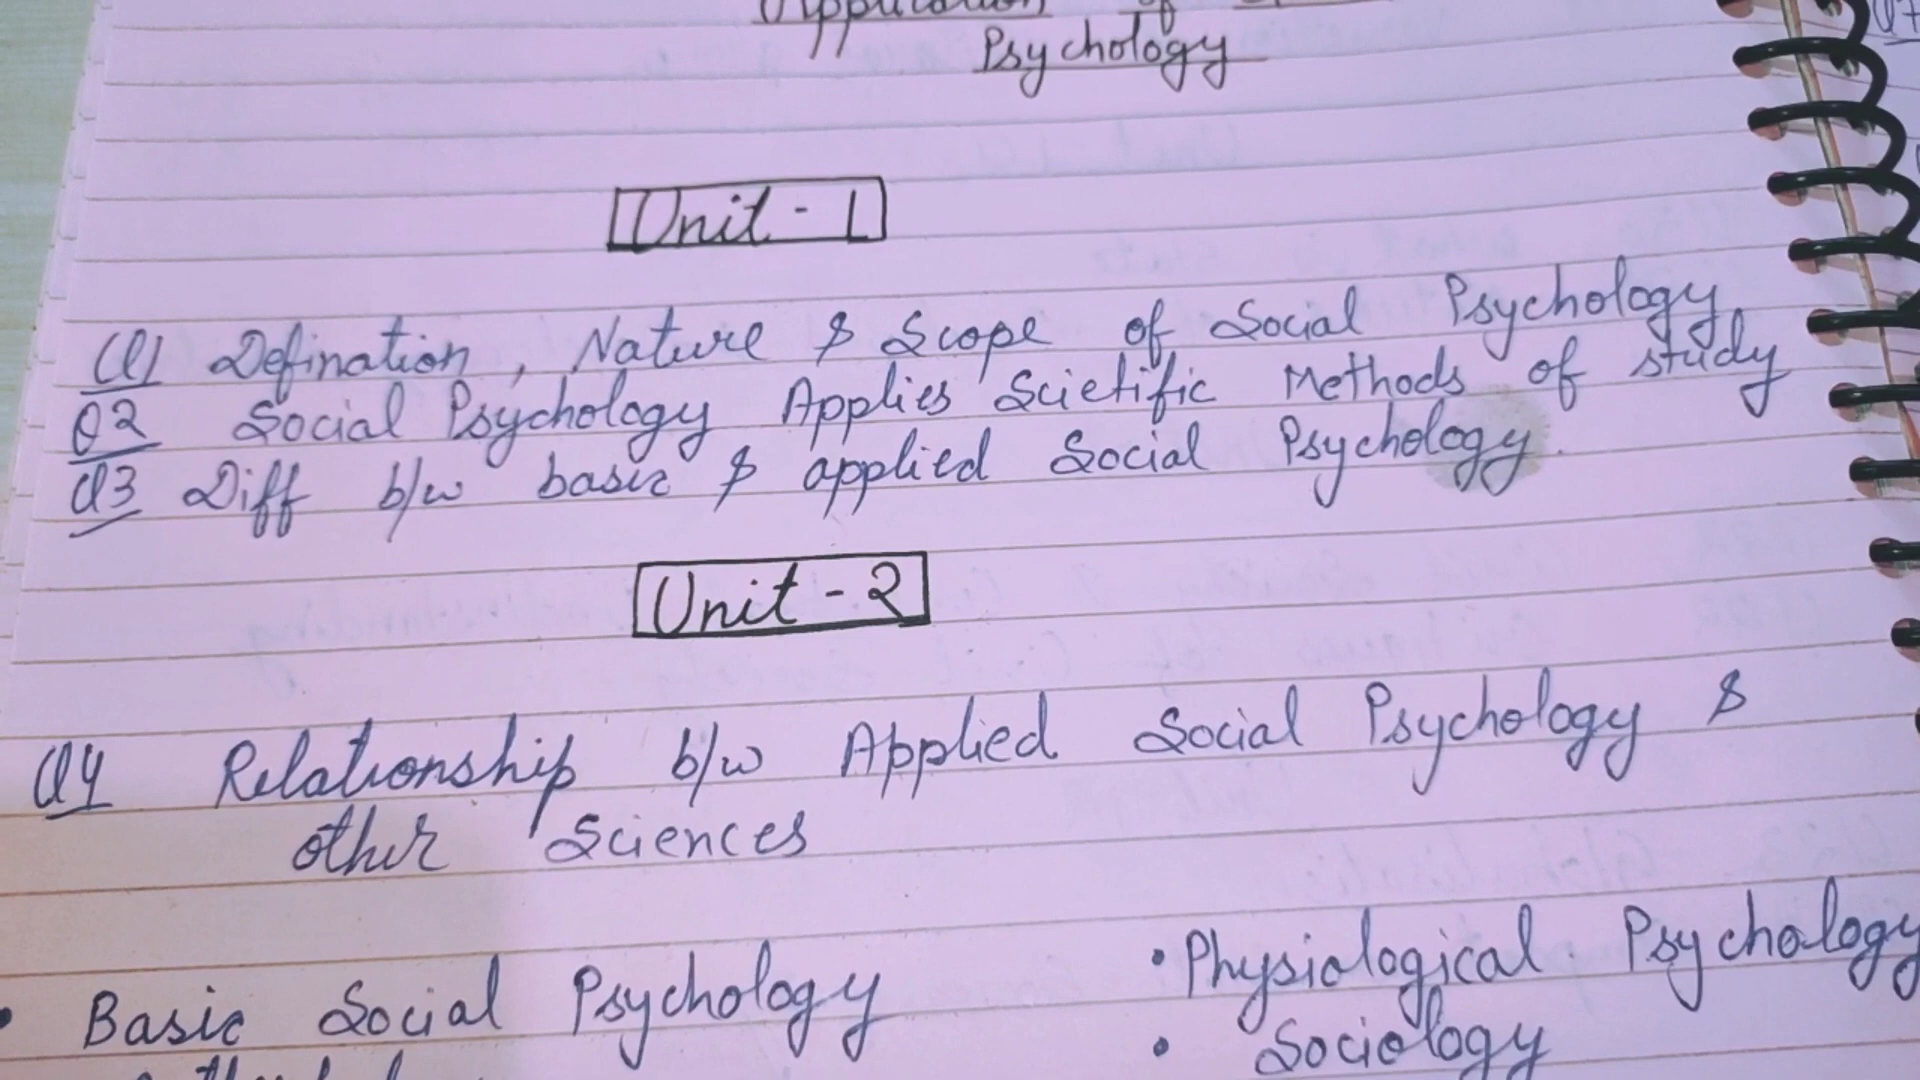 Application of
Psychology
Unit - 1
Q1 Defination, Nature & Scope of Social Psychology
Q2 Social Psychology Applies Scietific Methods of study
Q3 Diff b/w basic & applied Social Psychology.
Unit - 2
Q4 Relationship b/w Applied Social Psychology &
other Sciences
• Basic Social Psychology
• Physiological Psychology
• Sociology